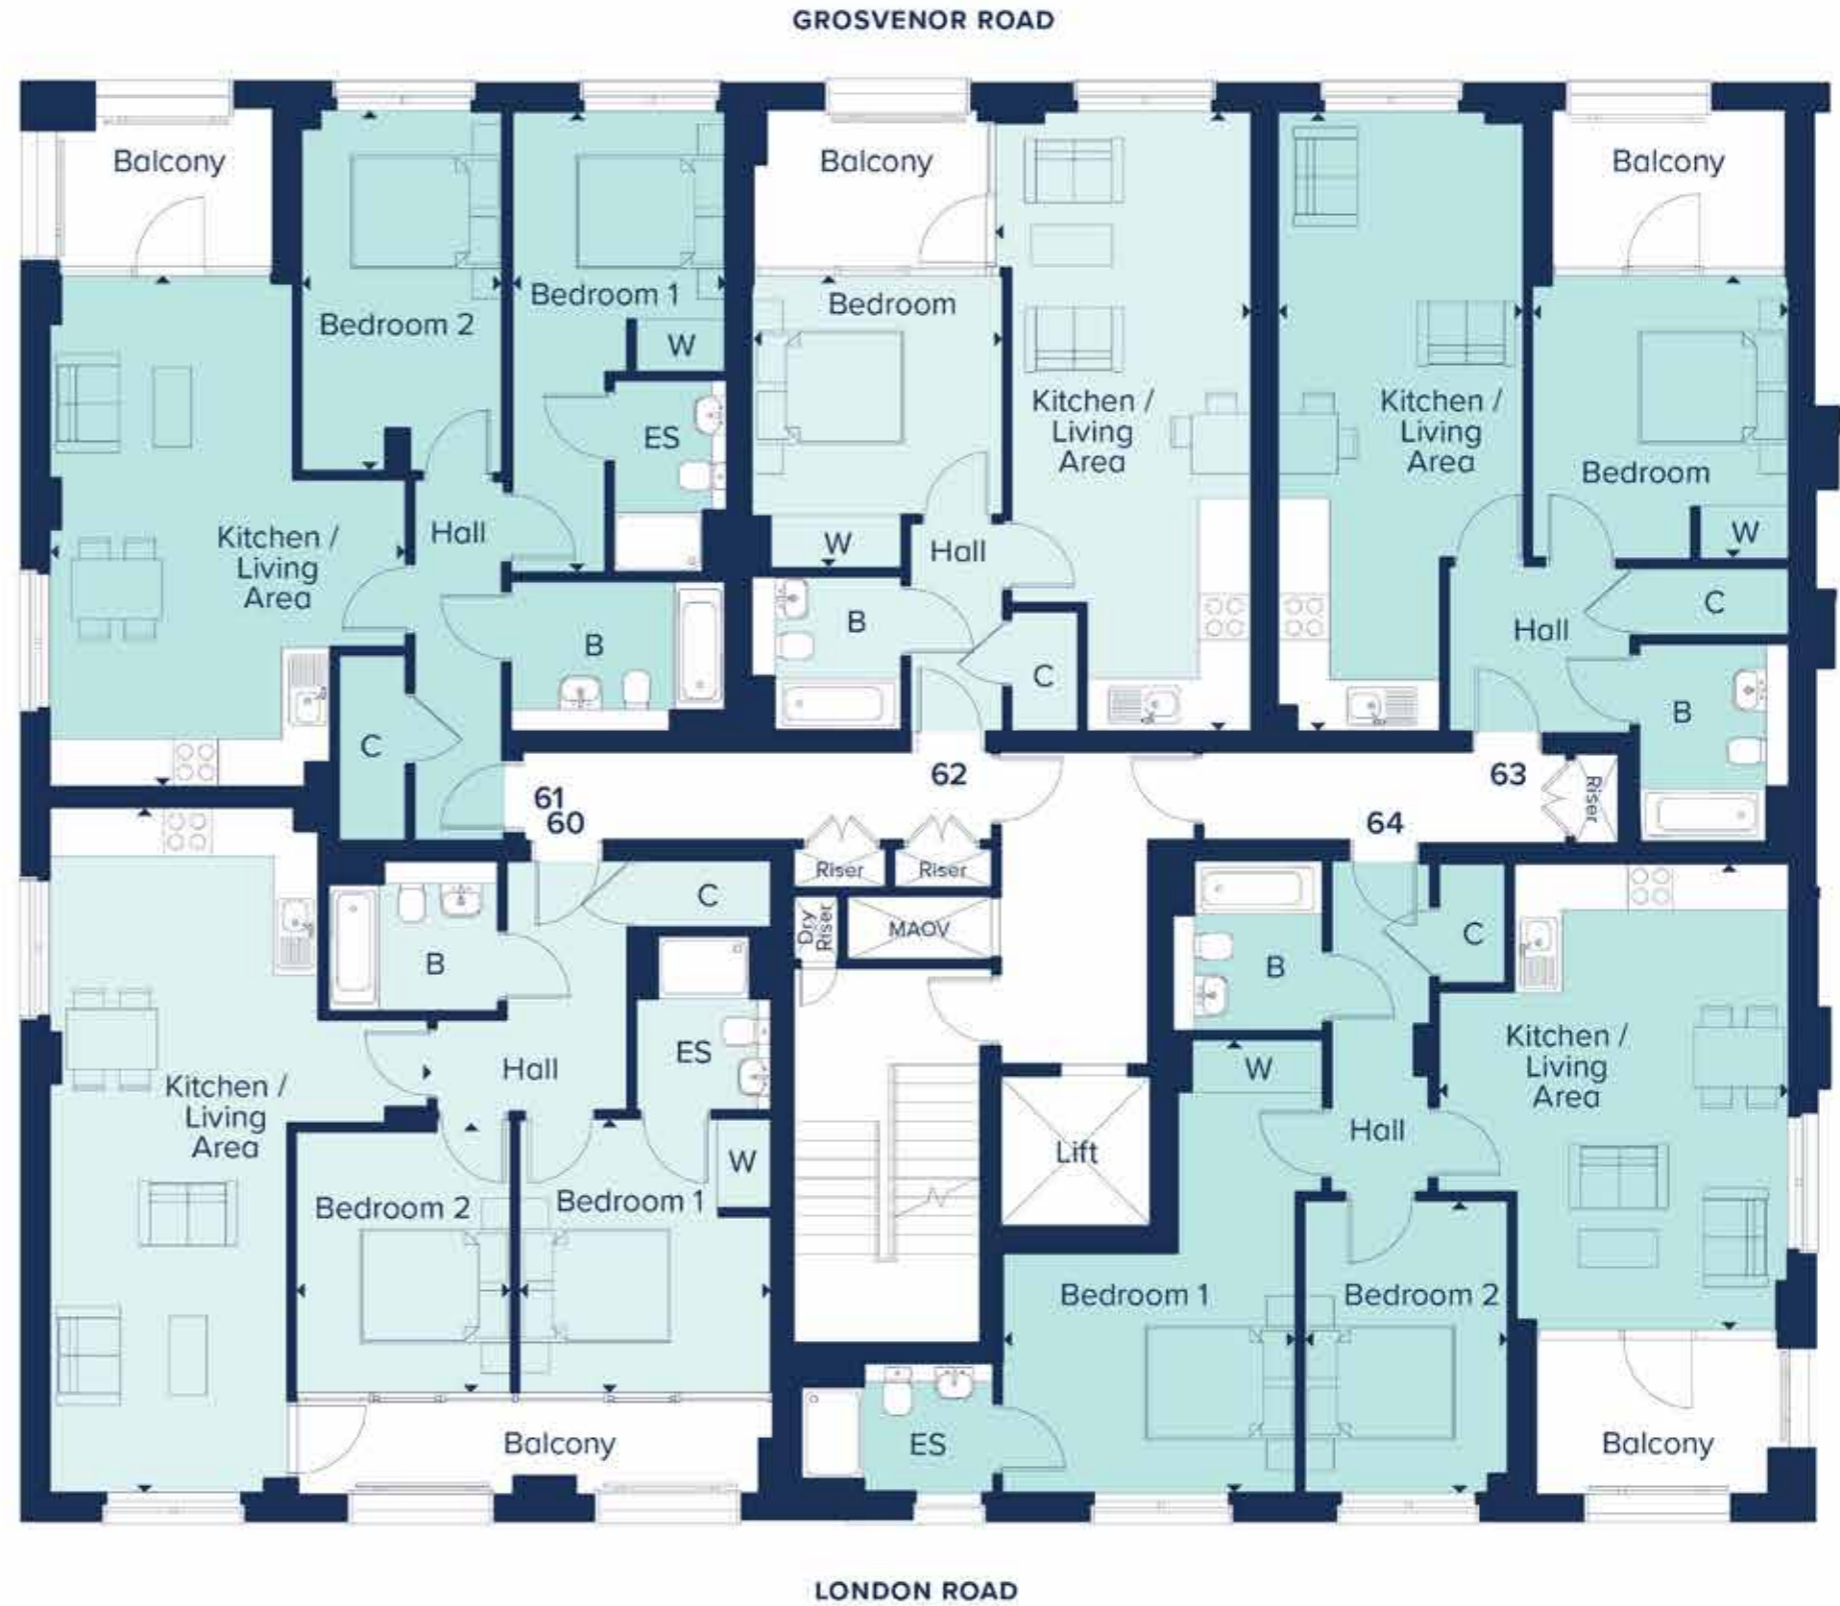 GROSVENOR ROAD
Balcony
Balcony
Balcony
Bedroom 2
Bedroom 1
W
Bedroom
Kitchen /
Living
Area
Kitchen /
Living
Area
ES
Bedroom
W
Kitchen /
Living
Area
Hall
W
Hall
B
C
B
C
Hall
C
B
C
61
60
62
63
64
Riser
Riser
Riser
Dry
Riser
MAOV
B
C
ES
Hall
Kitchen /
Living
Area
W
Bedroom 2
Bedroom 1
Balcony
Lift
B
C
W
Hall
Kitchen /
Living
Area
Bedroom 1
Bedroom 2
ES
Balcony
LONDON ROAD